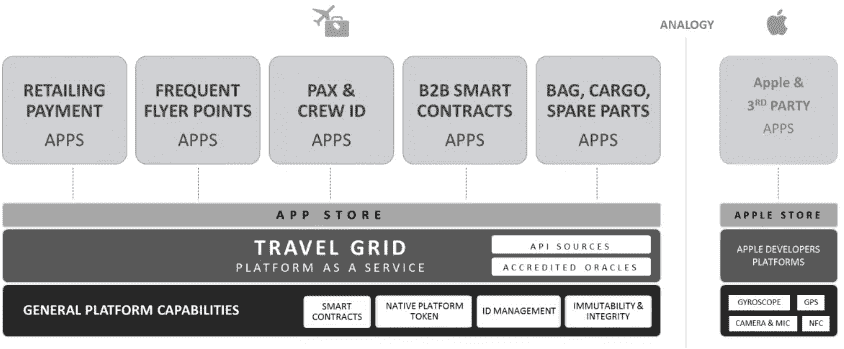 ANALOGY
RETAILING
PAYMENT
APPS
FREQUENT
FLYER POINTS
APPS
PAX &
CREW ID
APPS
B2B SMART
CONTRACTS
APPS
BAG, CARGO,
SPARE PARTS
APPS
Apple &
3RD PARTY
APPS
APP STORE
APPLE STORE
TRAVEL GRID
PLATFORM AS A SERVICE
API SOURCES
ACCREDITED ORACLES
APPLE DEVELOPERS
PLATFORMS
GENERAL PLATFORM CAPABILITIES
SMART
CONTRACTS
NATIVE PLATFORM
TOKEN
ID MANAGEMENT
IMMUTABILITY &
INTEGRITY
GYROSCOPE
GPS
CAMERA & MIC
NFC